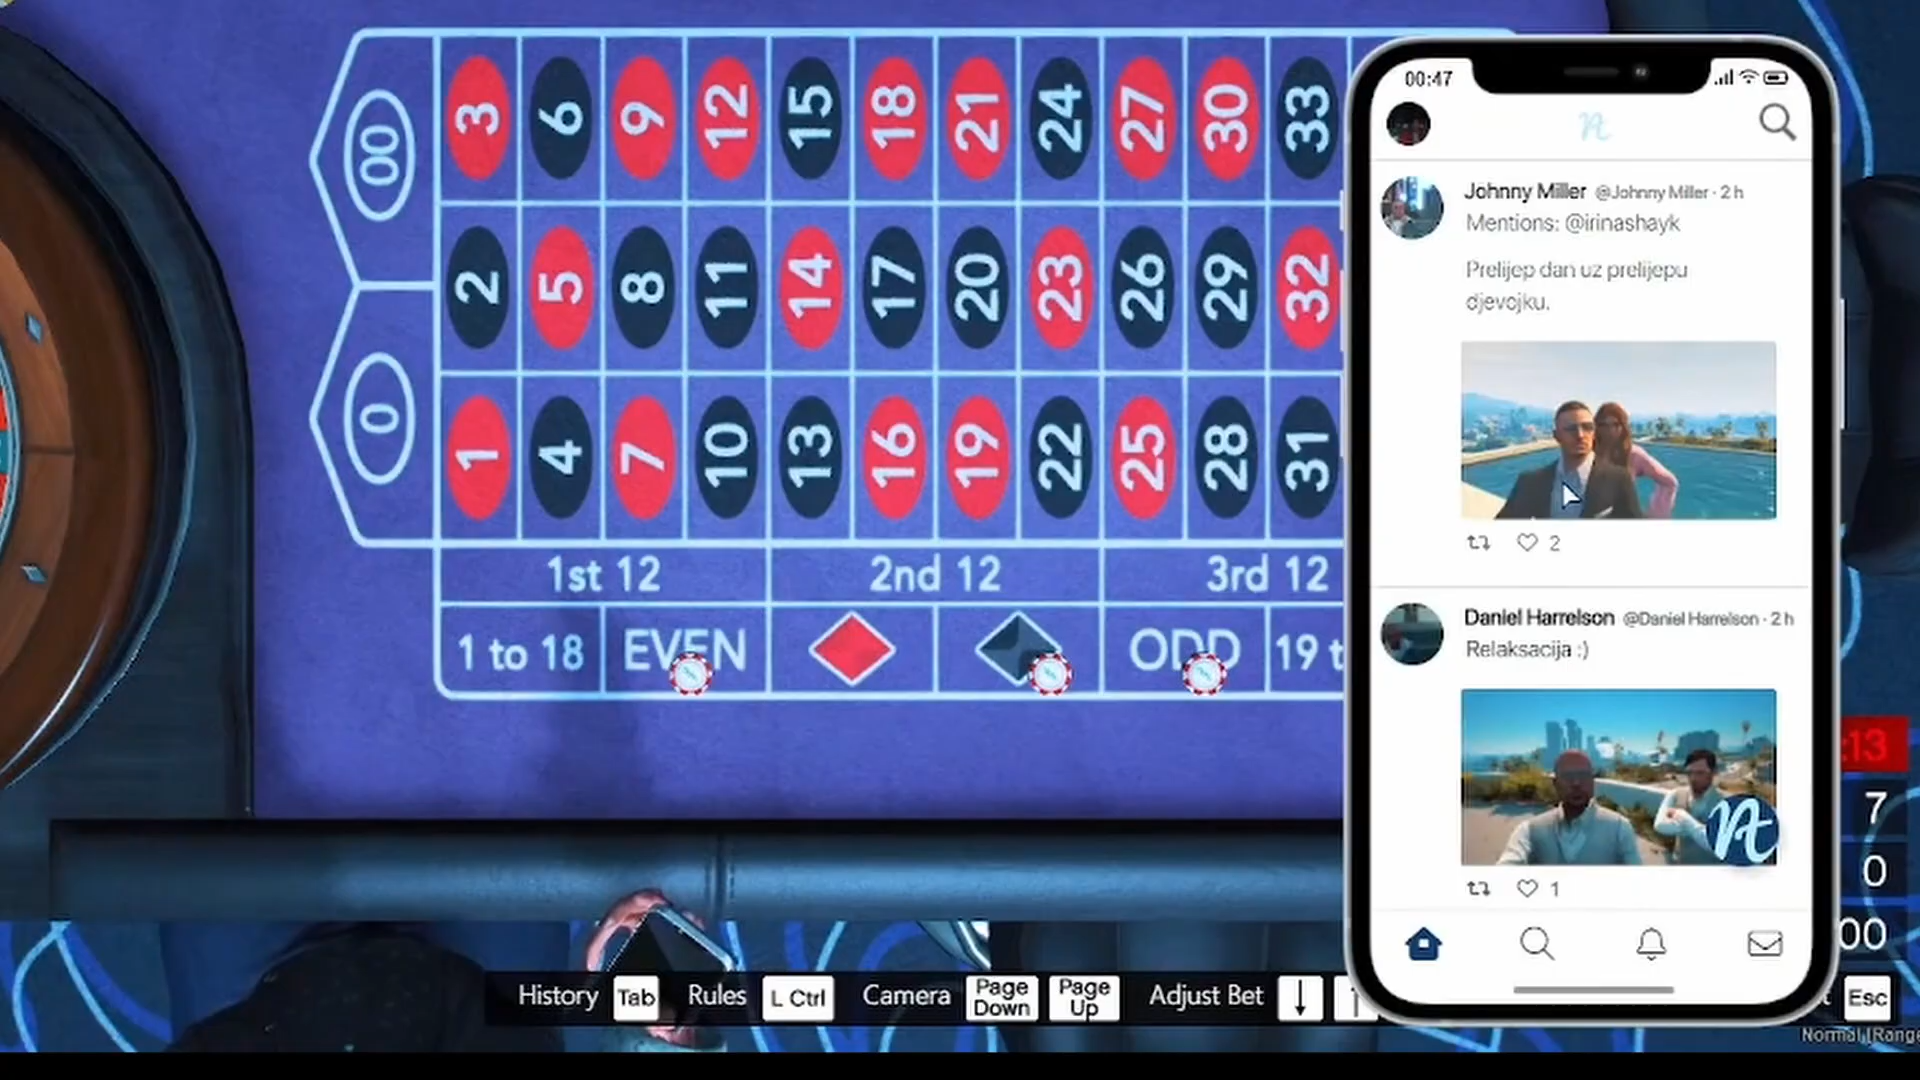 00
3 6 9 12 15 18 21 24 27 30 33
2 5 8 11 14 17 20 23 26 29 32
0
1 4 7 10 13 16 19 22 25 28 31
1st 12 2nd 12 3rd 12
1 to 18 EVEN ODD 19 t
00:47
Johnny Miller @Johnny Miller · 2 h
Mentions: @irinashayk
Prelijep dan uz prelijepu
djevojku.
2
Daniel Harrelson @Daniel Harrelson · 2 h
Relaksacija :)
1
:13
7
0
00
History Tab Rules L Ctrl Camera Page Down Page Up Adjust Bet ↓ ↑ t Esc
Normal [Range